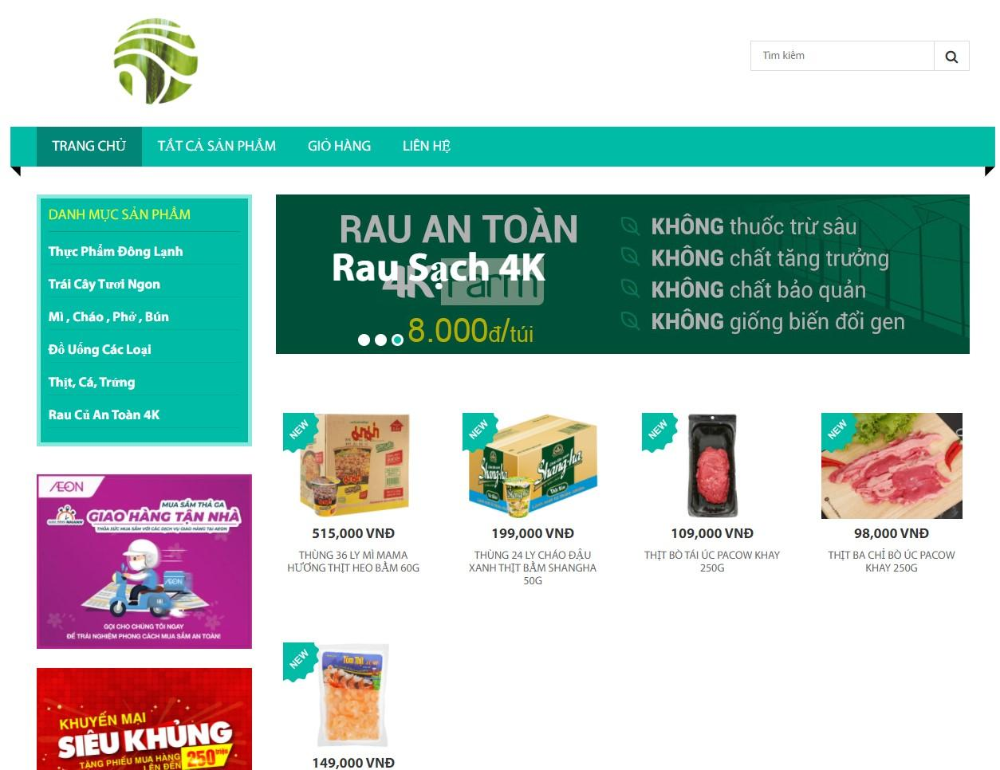 Tìm kiếm
TRANG CHỦ
TẤT CẢ SẢN PHẨM
GIỎ HÀNG
LIÊN HỆ
DANH MỤC SẢN PHẨM
Thực Phẩm Đông Lạnh
Trái Cây Tươi Ngon
Mì , Cháo , Phở , Bún
Đồ Uống Các Loại
Thịt, Cá, Trứng
Rau Củ An Toàn 4K
RAU AN TOÀN
Rau Sạch 4K
4K Farm
8.000đ/túi
KHÔNG thuốc trừ sâu
KHÔNG chất tăng trưởng
KHÔNG chất bảo quản
KHÔNG giống biến đổi gen
ÆON
MUA SẮM THẢ GA
GIAO HÀNG TẬN NHÀ
THỎA SỨC MUA SẮM VỚI CÁC DỊCH VỤ GIAO HÀNG TẠI AEON
ÆON
GỌI CHO CHÚNG TÔI NGAY
ĐỂ TRẢI NGHIỆM PHONG CÁCH MUA SẮM AN TOÀN!
KHUYẾN MẠI
SIÊU KHỦNG
TẶNG PHIẾU MUA HÀNG
LÊN ĐẾN 250 triệu
NEW
515,000 VNĐ
THÙNG 36 LY MÌ MAMA
HƯƠNG THỊT HEO BẰM 60G
NEW
Shang-ha
Shang-ha
199,000 VNĐ
THÙNG 24 LY CHÁO ĐẬU
XANH THỊT BẰM SHANGHA
50G
NEW
109,000 VNĐ
THỊT BÒ TÁI ÚC PACOW KHAY
250G
NEW
98,000 VNĐ
THỊT BA CHỈ BÒ ÚC PACOW
KHAY 250G
NEW
Tôm Thịt
149,000 VNĐ